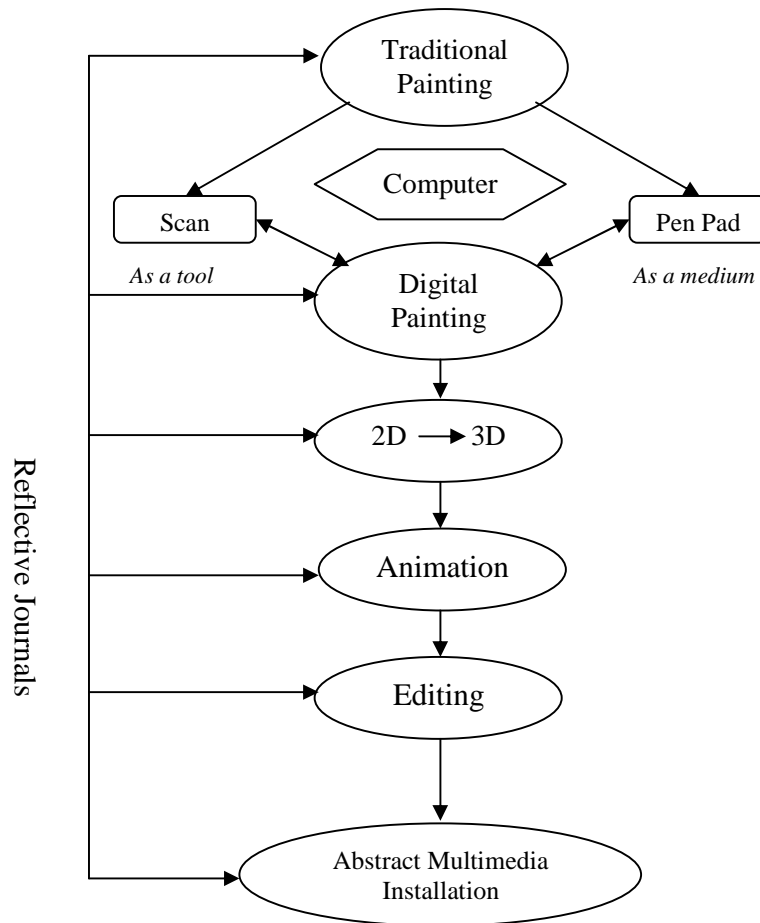 Traditional
Painting
Computer
Scan
Pen Pad
As a tool
As a medium
Digital
Painting
2D
3D
Reflective Journals
Animation
Editing
Abstract Multimedia
Installation